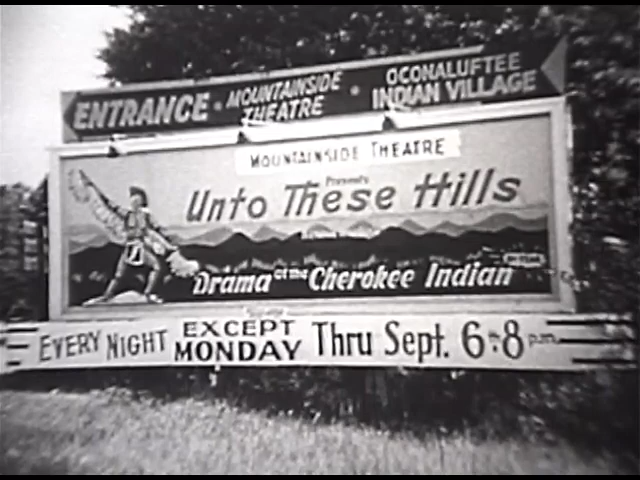 ENTRANCE • MOUNTAINSIDE THEATRE • OCONALUFTEE INDIAN VILLAGE
MOUNTAINSIDE THEATRE
Presents
Unto These Hills
Drama of the Cherokee Indian
EVERY NIGHT EXCEPT MONDAY Thru Sept. 6th 8 p.m.